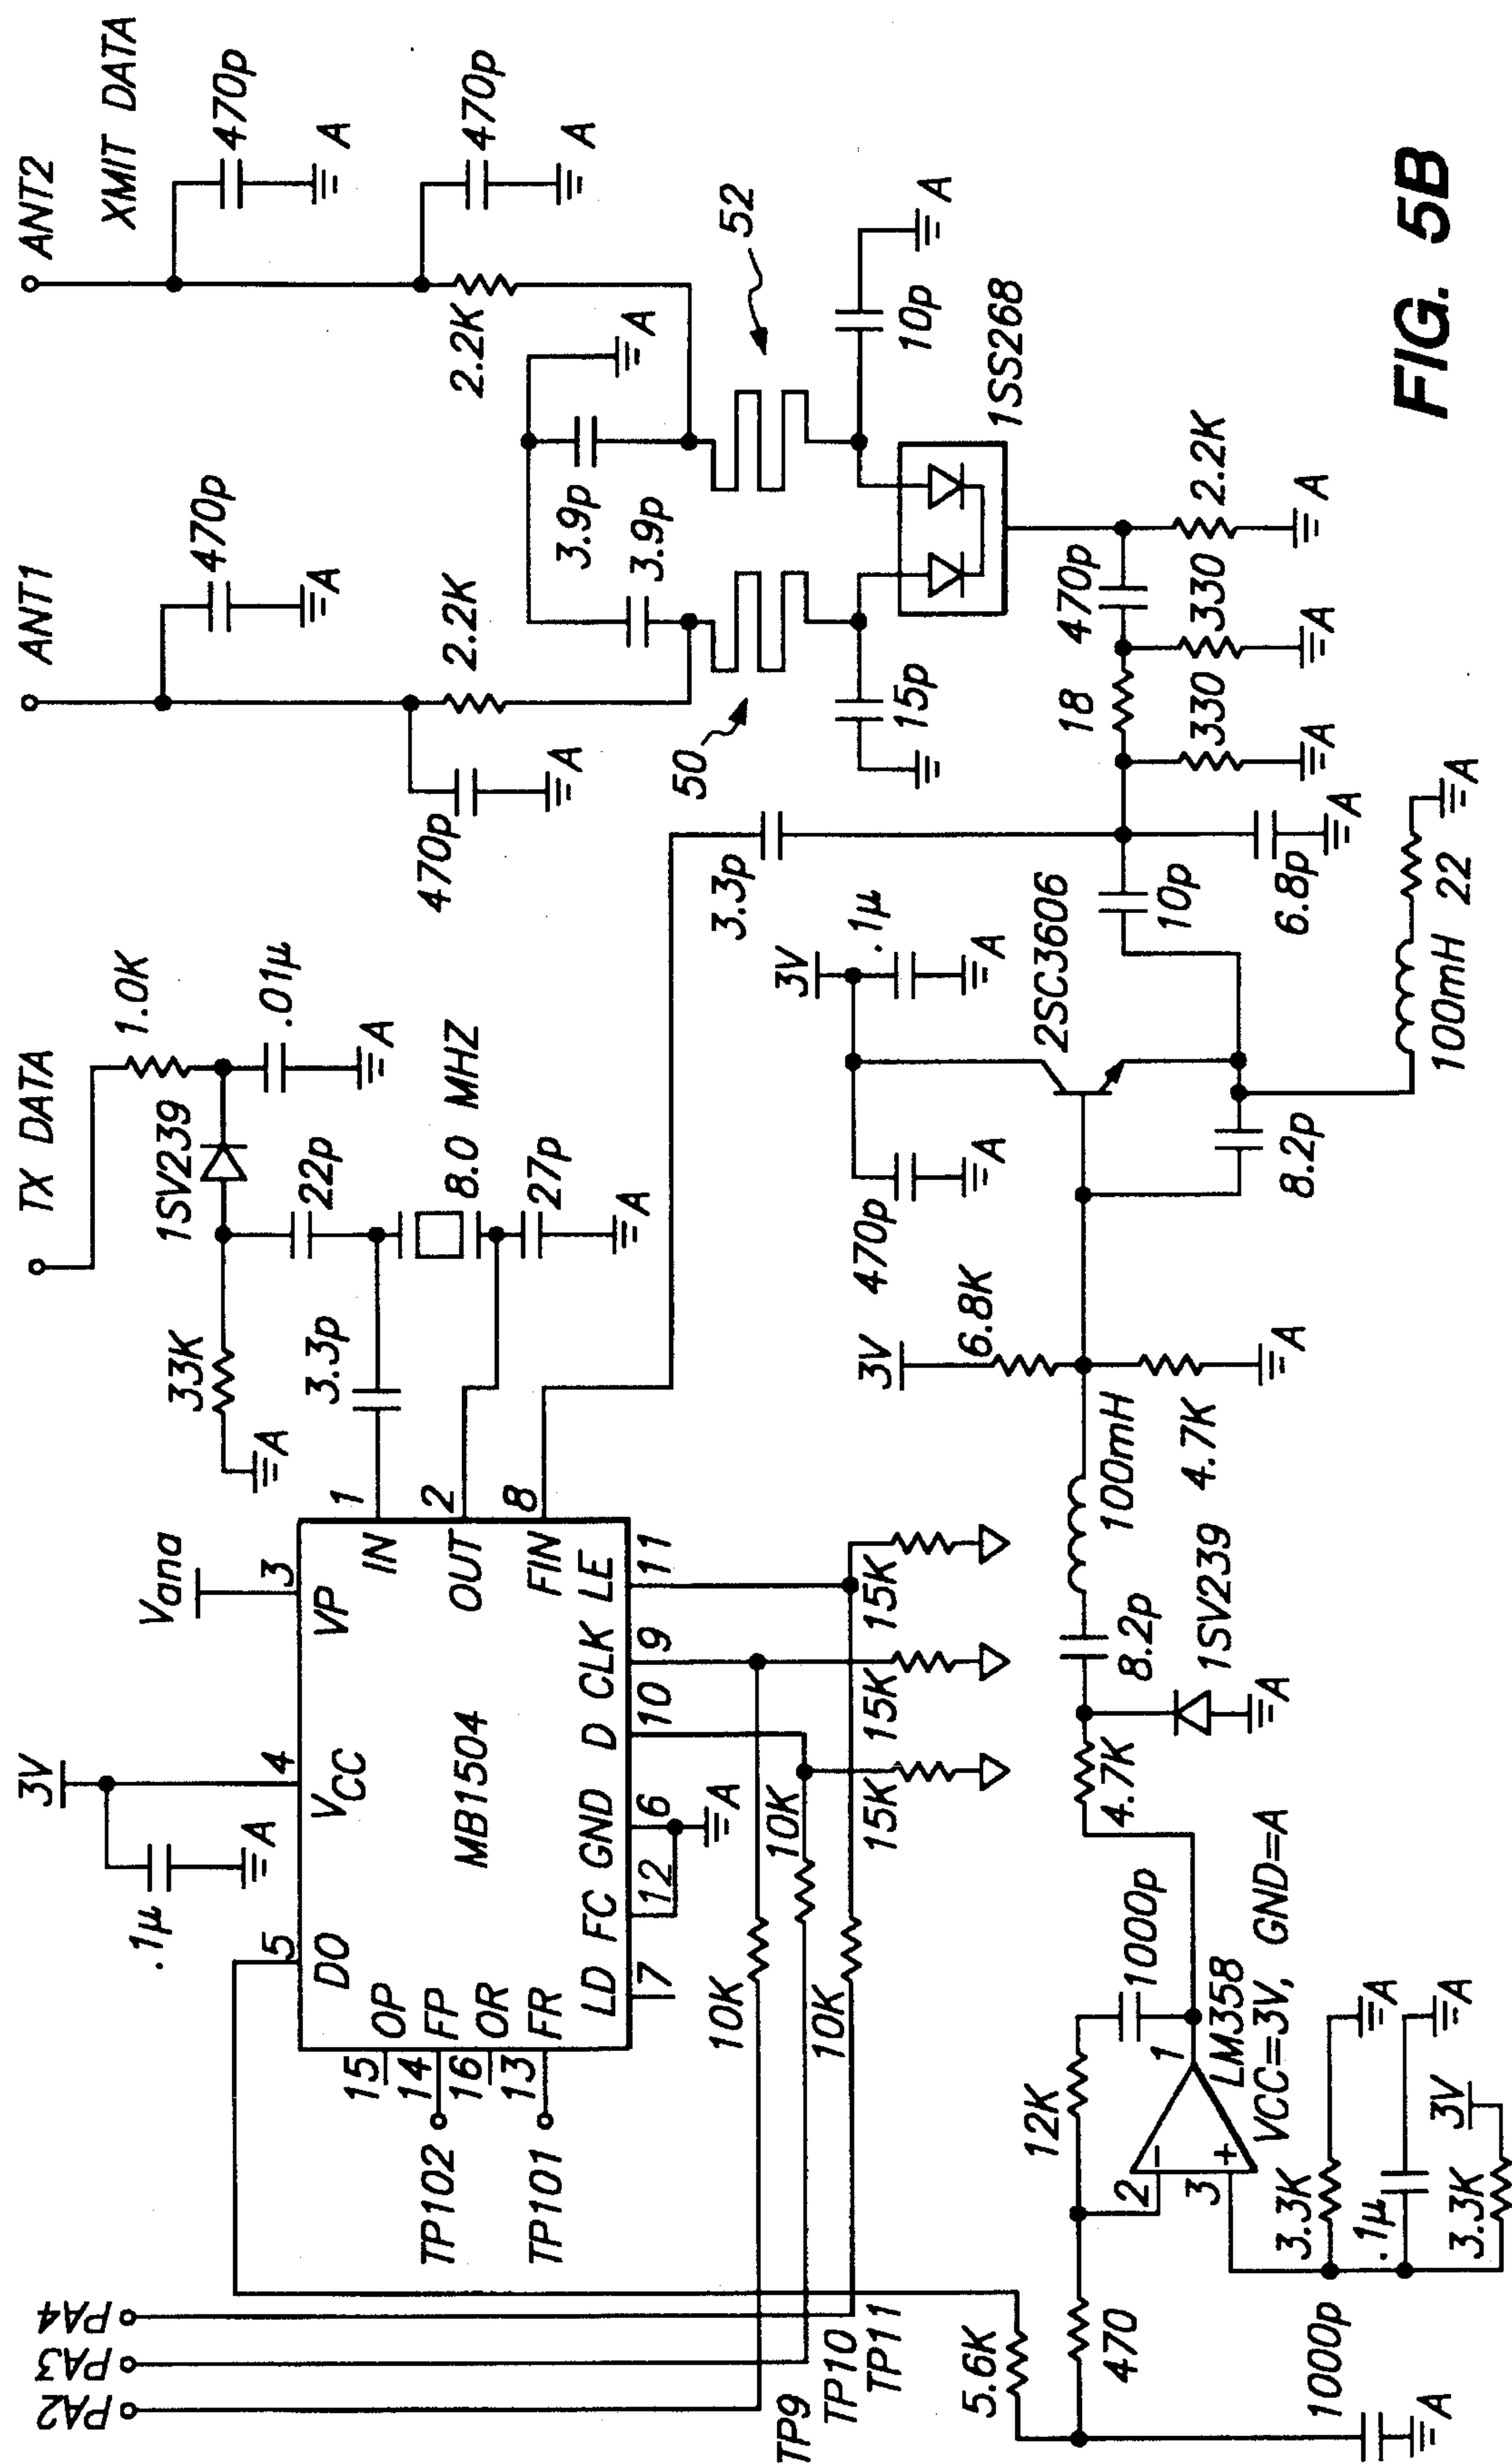 PA2
PA3
PA4
TP102
TP101
15
14
16
13
OP
FP
OR
FR
5
DO
.1µ
A
3V
4
VCC
Vana
3
VP
MB1504
IN
1
OUT
2
FIN
8
LD
7
FC
12
GND
6
A
D
10
CLK
9
LE
11
TX DATA
1.0K
1SV239
.01µ
A
33K
A
22p
3.3p
8.0 MHZ
27p
A
ANT1
470p
A
470p
A
2.2K
ANT2
XMIT DATA
470p
A
470p
A
2.2K
A
3.9p
3.9p
50
52
15p
10p
A
1SS268
10K
10K
10K
15K
15K
15K
TP9
TP10
TP11
5.6K
470
1000p
A
12K
1000p
2
3
1
LM358
VCC=3V, GND=A
3.3K
A
.1µ
A
3.3K
3V
4.7K
8.2p
1SV239
A
100mH
3V
6.8K
4.7K
A
470p
A
3V
.1µ
A
2SC3606
8.2p
3.3p
10p
6.8p
A
100mH
22
A
18
330
A
330
A
470p
2.2K
A
FIG. 5B